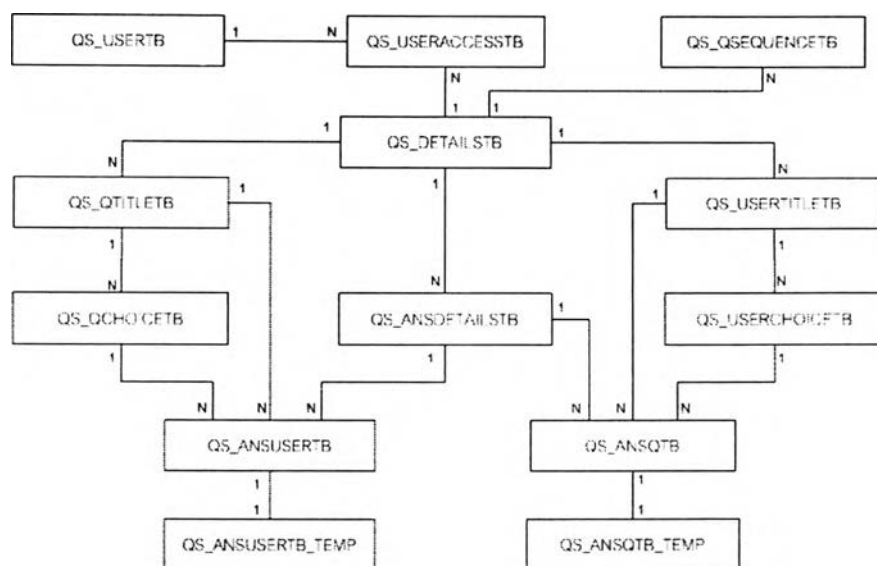 QS_USERTB
1
N
QS_USERACCESSTB
QS_QSEQUENCETB
N
N
1
1
1
QS_DETAILSTB
1
N
1
N
QS_QTITLETB
1
1
QS_USERTITLETB
1
1
N
N
N
QS_QCHOICETB
QS_ANSDETAILSTB
1
QS_USERCHOICETB
1
1
1
N
N
N
N
N
N
QS_ANSUSERTB
QS_ANSQTB
1
1
1
1
QS_ANSUSERTB_TEMP
QS_ANSQTB_TEMP